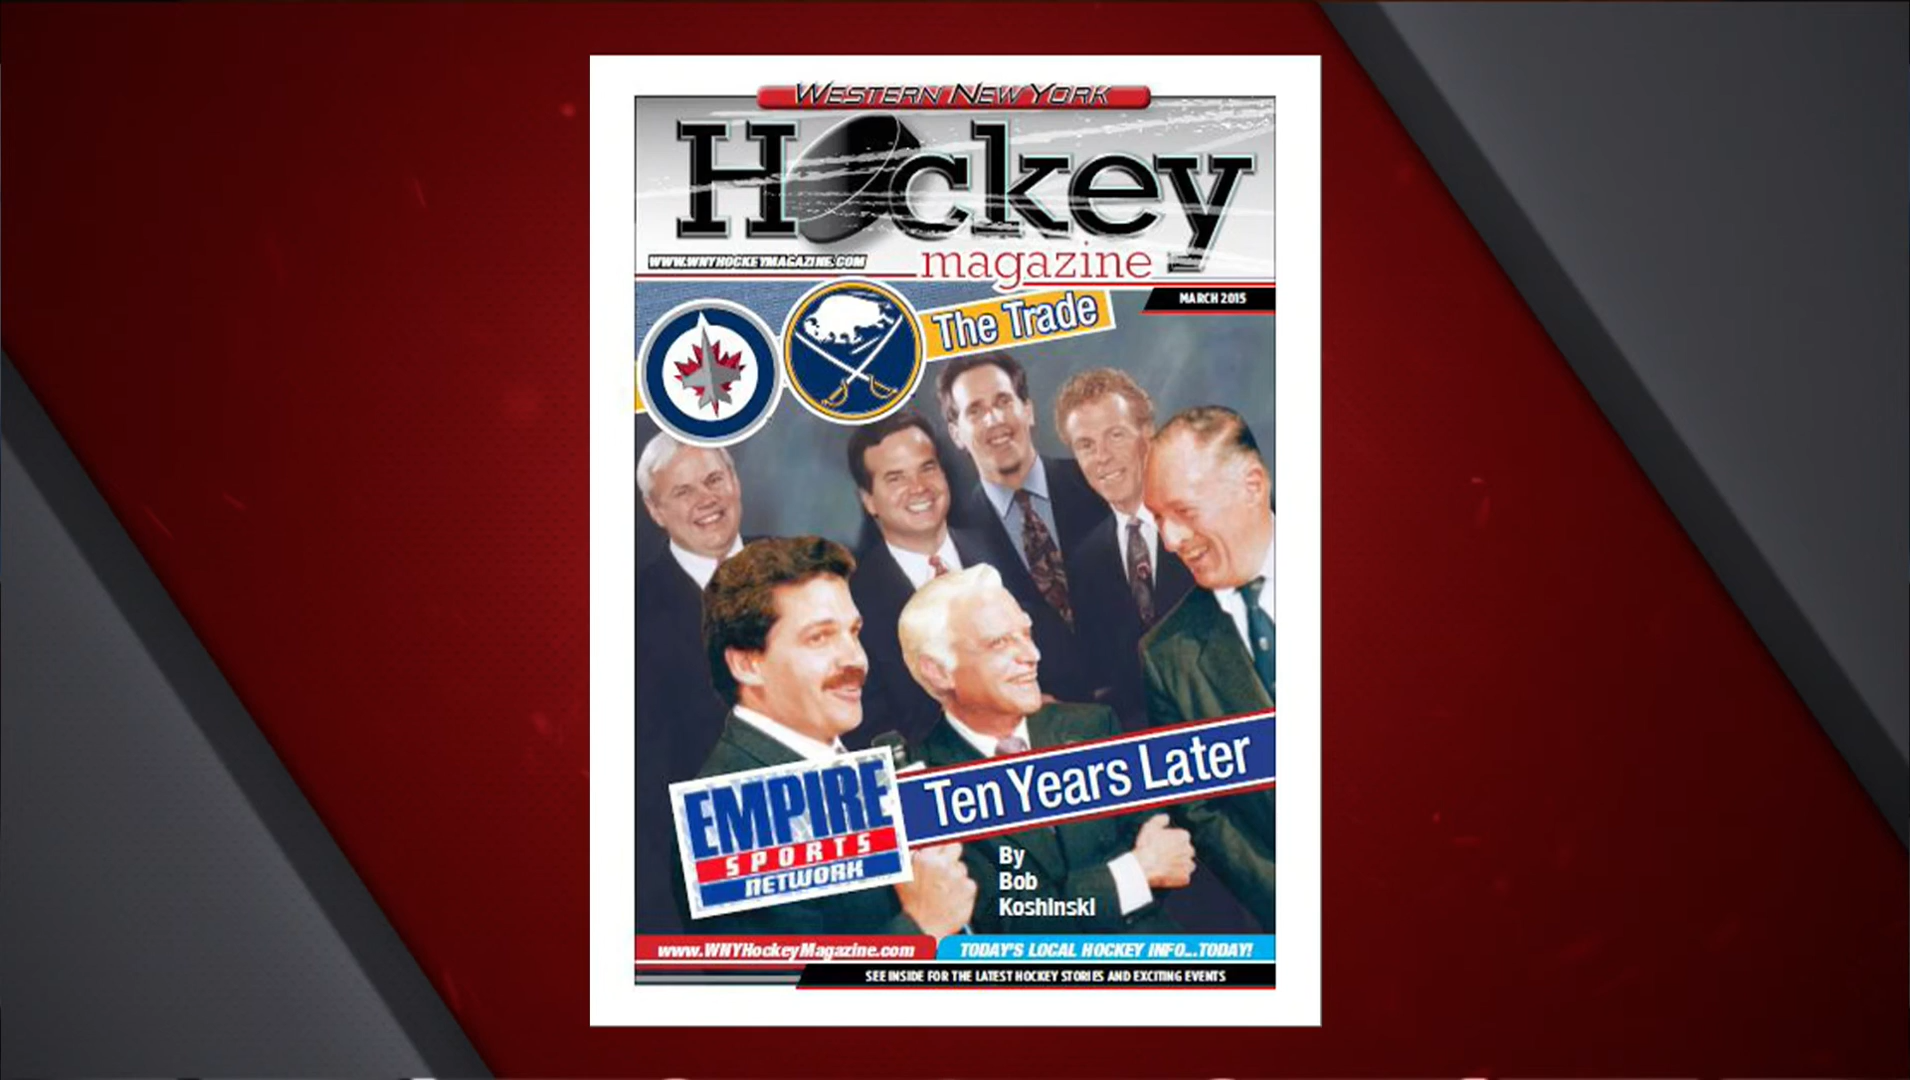 WESTERN NEW YORK
Hockey
magazine
WWW.WNYHOCKEYMAGAZINE.COM
MARCH 2015
The Trade
EMPIRE
SPORTS
NETWORK
Ten Years Later
By
Bob
Koshinski
www.WNYHockeyMagazine.com
TODAY'S LOCAL HOCKEY INFO...TODAY!
SEE INSIDE FOR THE LATEST HOCKEY STORIES AND EXCITING EVENTS